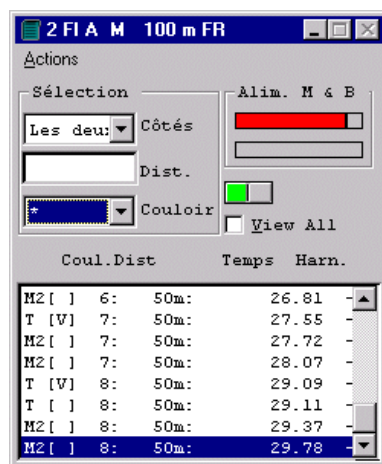 2 FI A M 100 m FR
Actions
Sélection
Alim. M & B
Les deu
Côtés
Dist.
* Couloir
View All
Coul.Dist Temps Harn.
M2[ ] 6: 50m: 26.81 -
T [V] 7: 50m: 27.55 -
M2[ ] 7: 50m: 27.72 -
M2[ ] 7: 50m: 28.07 -
T [V] 8: 50m: 29.09 -
T [ ] 8: 50m: 29.11 -
M2[ ] 8: 50m: 29.37 -
M2[ ] 8: 50m: 29.78 -